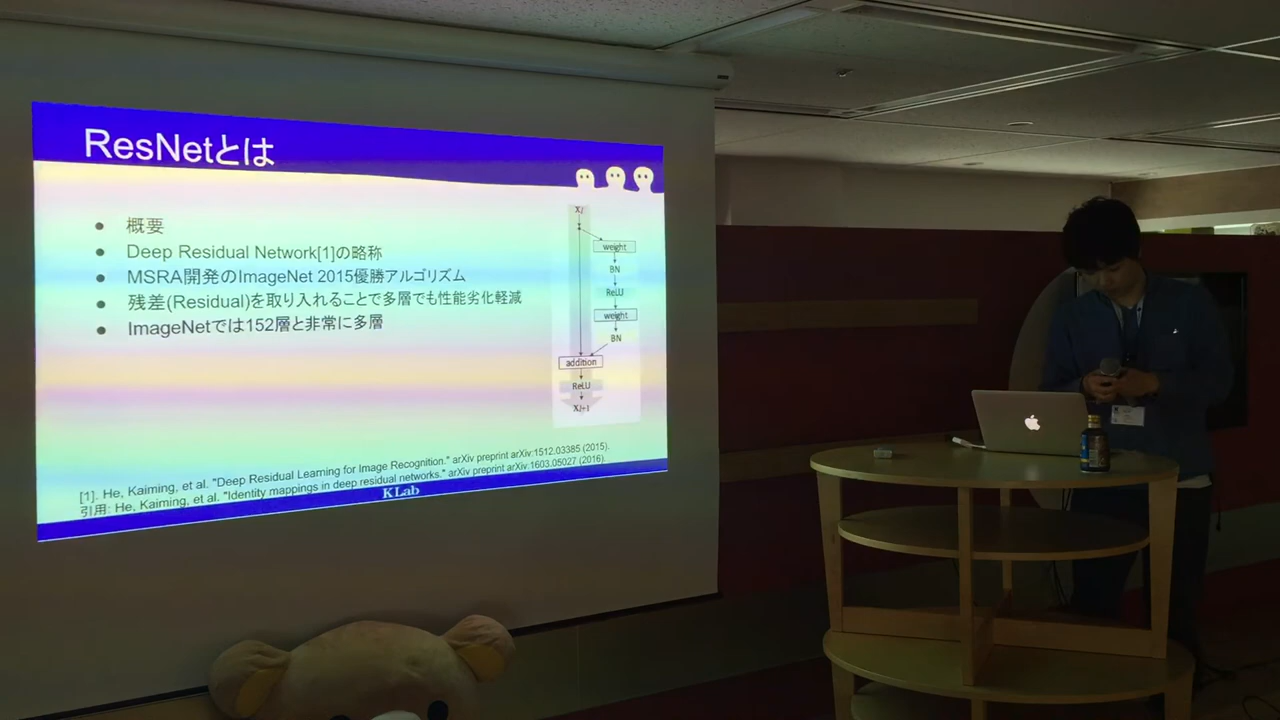 ResNetとは
● 概要
● Deep Residual Network[1]の略称
● MSRA開発のImageNet 2015優勝アルゴリズム
● 残差(Residual)を取り入れることで多層でも性能劣化軽減
● ImageNetでは152層と非常に多層
Xl
weight
BN
ReLU
weight
BN
addition
ReLU
Xl+1
[1]. He, Kaiming, et al. "Deep Residual Learning for Image Recognition." arXiv preprint arXiv:1512.03385 (2015).
引用: He, Kaiming, et al. "Identity mappings in deep residual networks." arXiv preprint arXiv:1603.05027 (2016).
KLab